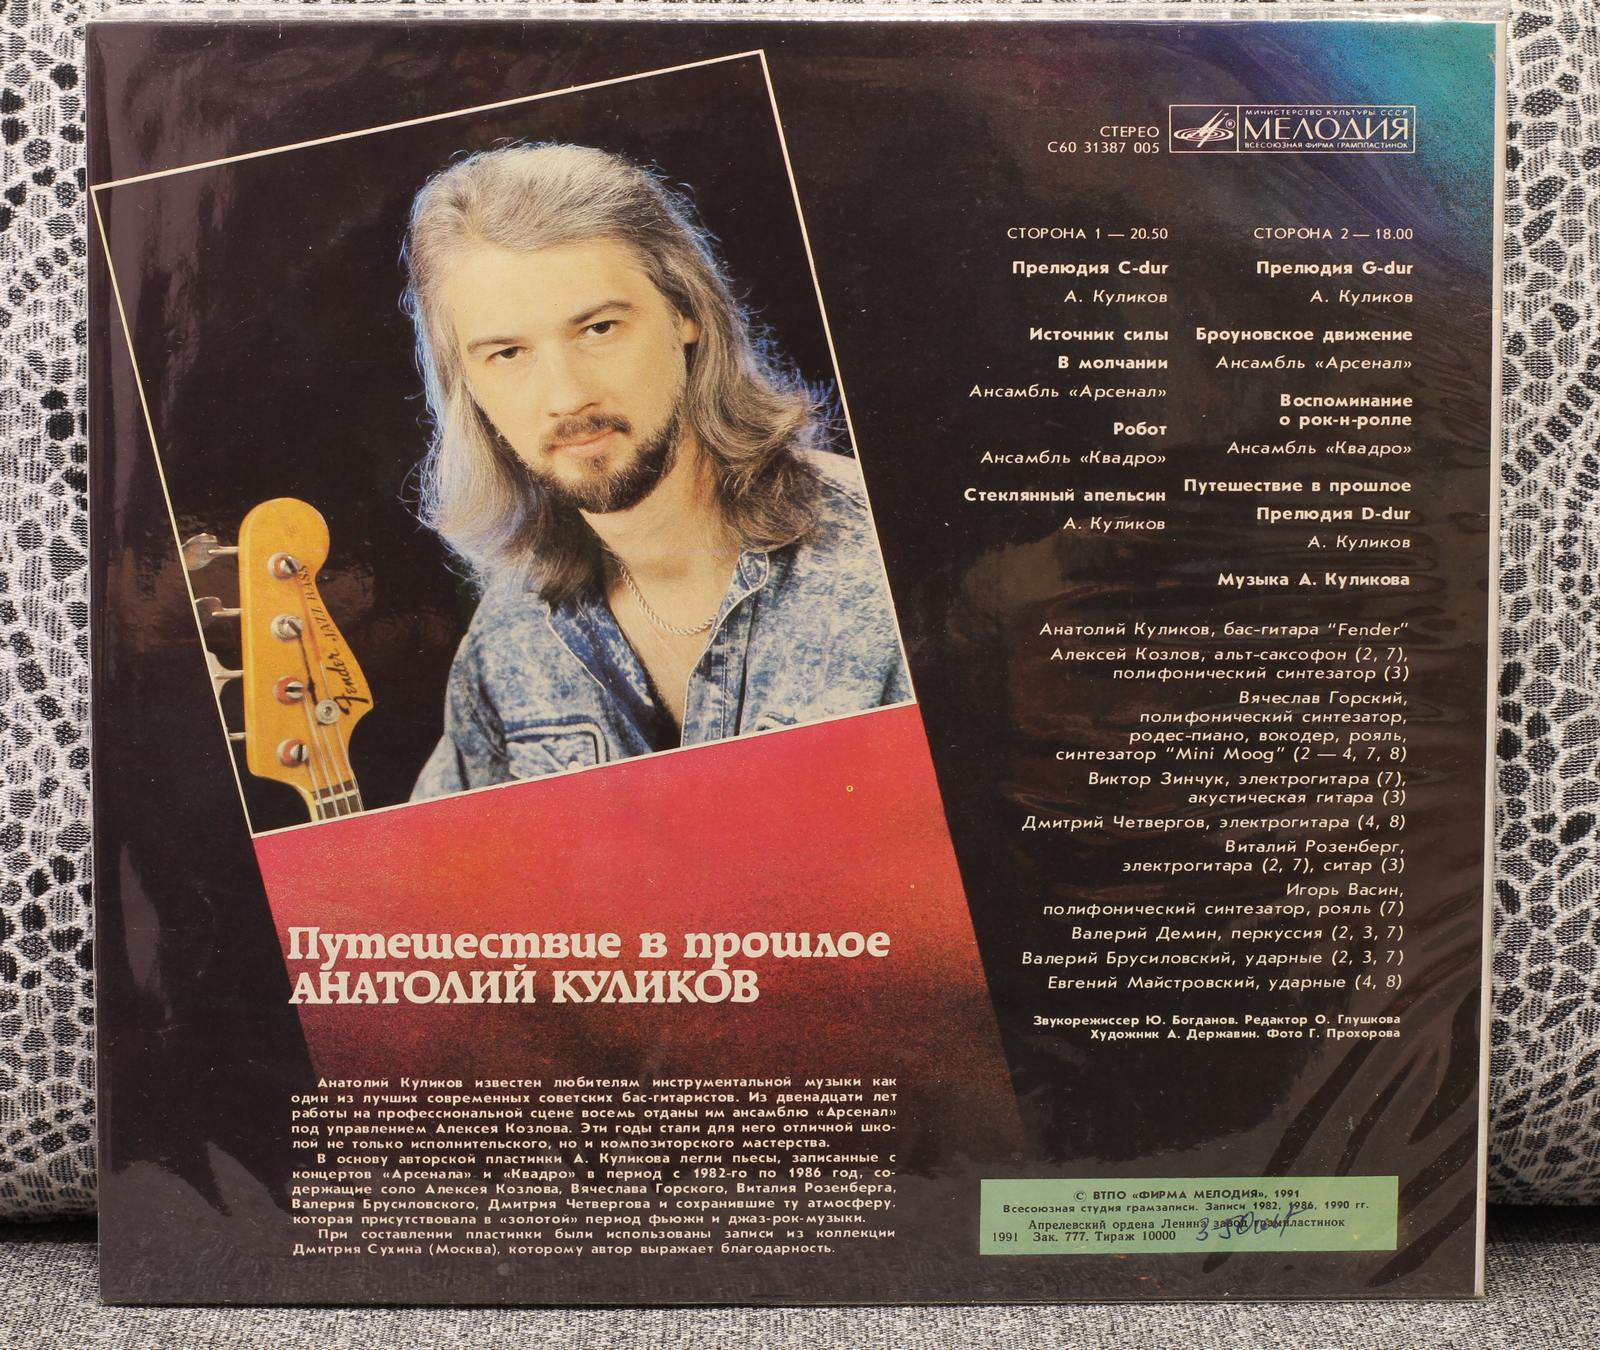 МИНИСТЕРСТВО КУЛЬТУРЫ СССР
МЕЛОДИЯ
ВСЕСОЮЗНАЯ ФИРМА ГРАМПЛАСТИНОК
СТЕРЕО
С60 31387 005
СТОРОНА 1 — 20.50
Прелюдия C-dur
А. Куликов
Источник силы
В молчании
Ансамбль «Арсенал»
Робот
Ансамбль «Квадро»
Стеклянный апельсин
А. Куликов
СТОРОНА 2 — 18.00
Прелюдия G-dur
А. Куликов
Броуновское движение
Ансамбль «Арсенал»
Воспоминание
о рок-н-ролле
Ансамбль «Квадро»
Путешествие в прошлое
Прелюдия D-dur
А. Куликов
Музыка А. Куликова
Анатолий Куликов, бас-гитара “Fender”
Алексей Козлов, альт-саксофон (2, 7),
полифонический синтезатор (3)
Вячеслав Горский,
полифонический синтезатор,
родес-пиано, вокодер, рояль,
синтезатор “Mini Moog” (2 — 4, 7, 8)
Виктор Зинчук, электрогитара (7),
акустическая гитара (3)
Дмитрий Четвергов, электрогитара (4, 8)
Виталий Розенберг,
электрогитара (2, 7), ситар (3)
Игорь Васин,
полифонический синтезатор, рояль (7)
Валерий Демин, перкуссия (2, 3, 7)
Валерий Брусиловский, ударные (2, 3, 7)
Евгений Майстровский, ударные (4, 8)
Звукорежиссер Ю. Богданов. Редактор О. Глушкова
Художник А. Державин. Фото Г. Прохорова
Fender JAZZ BASS
Путешествие в прошлое
АНАТОЛИЙ КУЛИКОВ
Анатолий Куликов известен любителям инструментальной музыки как
один из лучших современных советских бас-гитаристов. Из двенадцати лет
работы на профессиональной сцене восемь отданы им ансамблю «Арсенал»
под управлением Алексея Козлова. Эти годы стали для него отличной шко-
лой не только исполнительского, но и композиторского мастерства.
В основу авторской пластинки А. Куликова легли пьесы, записанные с
концертов «Арсенала» и «Квадро» в период с 1982-го по 1986 год, со-
держащие соло Алексея Козлова, Вячеслава Горского, Виталия Розенберга,
Валерия Брусиловского, Дмитрия Четвергова и сохранившие ту атмосферу,
которая присутствовала в «золотой» период фьюжн и джаз-рок-музыки.
При составлении пластинки были использованы записи из коллекции
Дмитрия Сухина (Москва), которому автор выражает благодарность.
© ВТПО «ФИРМА МЕЛОДИЯ», 1991
Всесоюзная студия грамзаписи. Записи 1982, 1986, 1990 гг.
Апрелевский ордена Ленина завод грампластинок
1991 Зак. 777. Тираж 10000